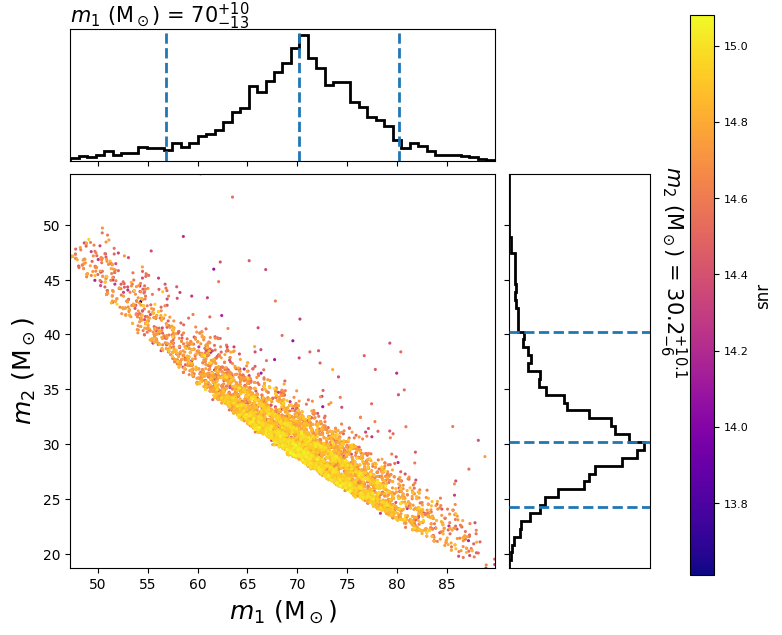 m₁ (M⊙) = 70⁺¹⁰₋₁₃
50
45
40
35
30
25
20
m₂ (M⊙)
50 55 60 65 70 75 80 85
m₁ (M⊙)
m₂ (M⊙) = 30.2⁺¹⁰·¹₋₆
15.0
14.8
14.6
14.4
14.2
14.0
13.8
snr